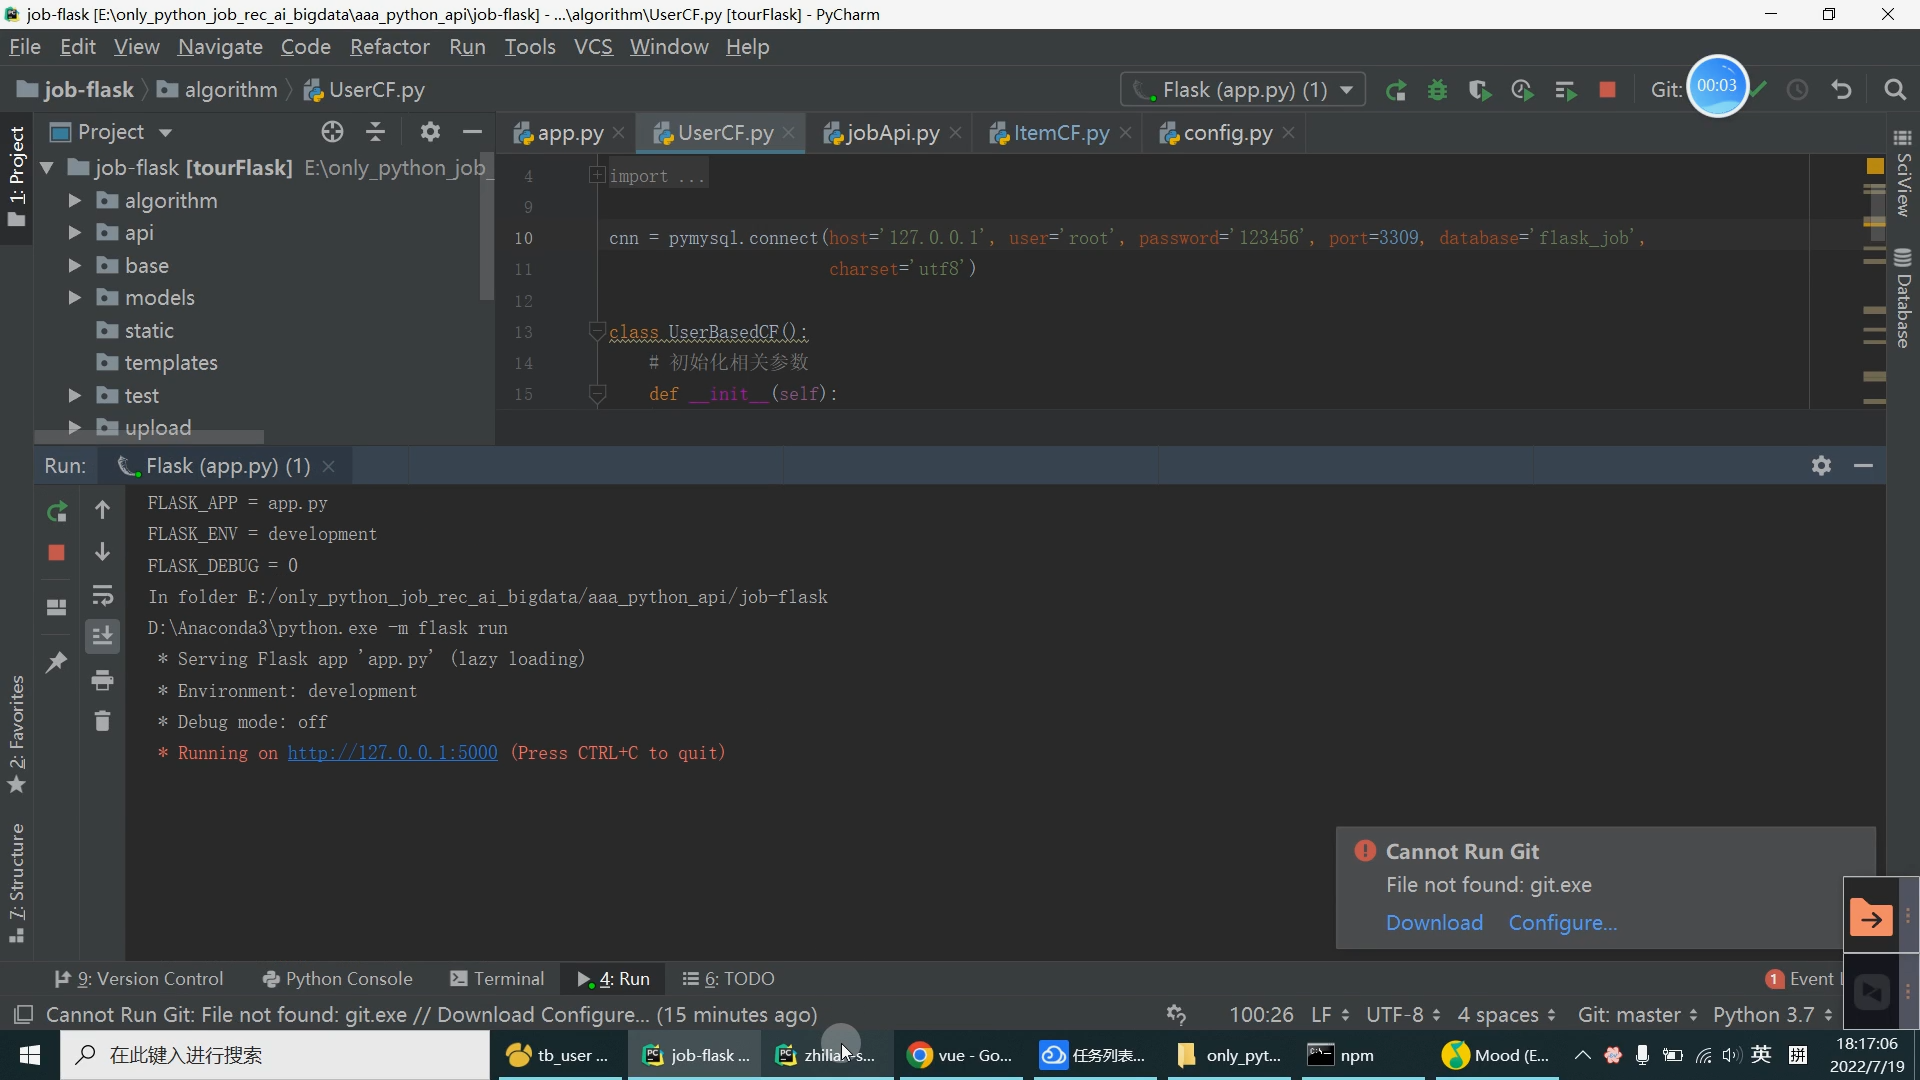 job-flask [E:\only_python_job_rec_ai_bigdata\aaa_python_api\job-flask] - ...\algorithm\UserCF.py [tourFlask] - PyCharm
File Edit View Navigate Code Refactor Run Tools VCS Window Help
job-flask algorithm UserCF.py Flask (app.py) (1) Git: 00:03
1: Project
Project
app.py UserCF.py jobApi.py ItemCF.py config.py
job-flask [tourFlask] E:\only_python_job_
algorithm
api
base
models
static
templates
test
upload
4 import ...
9
10 cnn = pymysql.connect(host='127.0.0.1', user='root', password='123456', port=3309, database='flask_job',
11 charset='utf8')
12
13 class UserBasedCF():
14 # 初始化相关参数
15 def __init__(self):
SciView
Database
Run: Flask (app.py) (1)
FLASK_APP = app.py
FLASK_ENV = development
FLASK_DEBUG = 0
In folder E:/only_python_job_rec_ai_bigdata/aaa_python_api/job-flask
D:\Anaconda3\python.exe -m flask run
* Serving Flask app 'app.py' (lazy loading)
* Environment: development
* Debug mode: off
* Running on http://127.0.0.1:5000 (Press CTRL+C to quit)
2: Favorites
7: Structure
Cannot Run Git
File not found: git.exe
Download Configure...
9: Version Control Python Console Terminal 4: Run 6: TODO 1 Event
Cannot Run Git: File not found: git.exe // Download Configure... (15 minutes ago) 100:26 LF UTF-8 4 spaces Git: master Python 3.7
在此键入进行搜索 tb_user ... job-flask ... vue - Go... 任务列表... only_pyt... npm Mood (E... 英 拼 18:17:06
2022/7/19